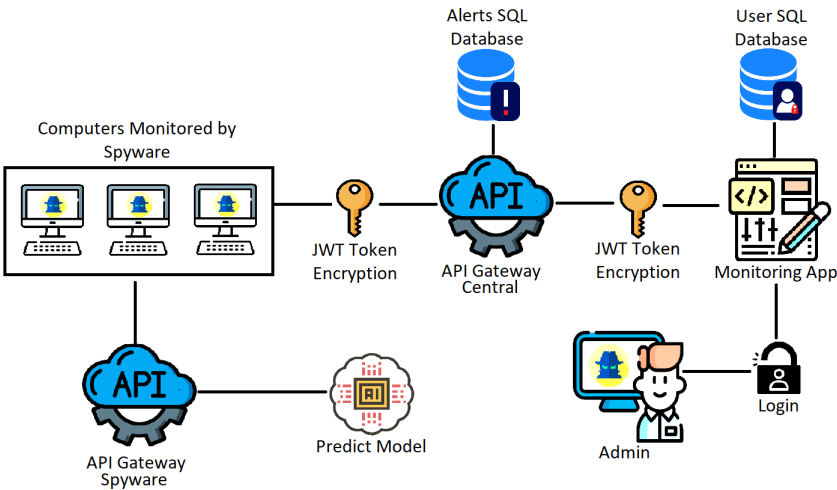 Alerts SQL
Database
User SQL
Database
Computers Monitored by
Spyware
API
</>
JWT Token
Encryption
API Gateway
Central
JWT Token
Encryption
Monitoring App
API
AI
Predict Model
API Gateway
Spyware
Admin
Login